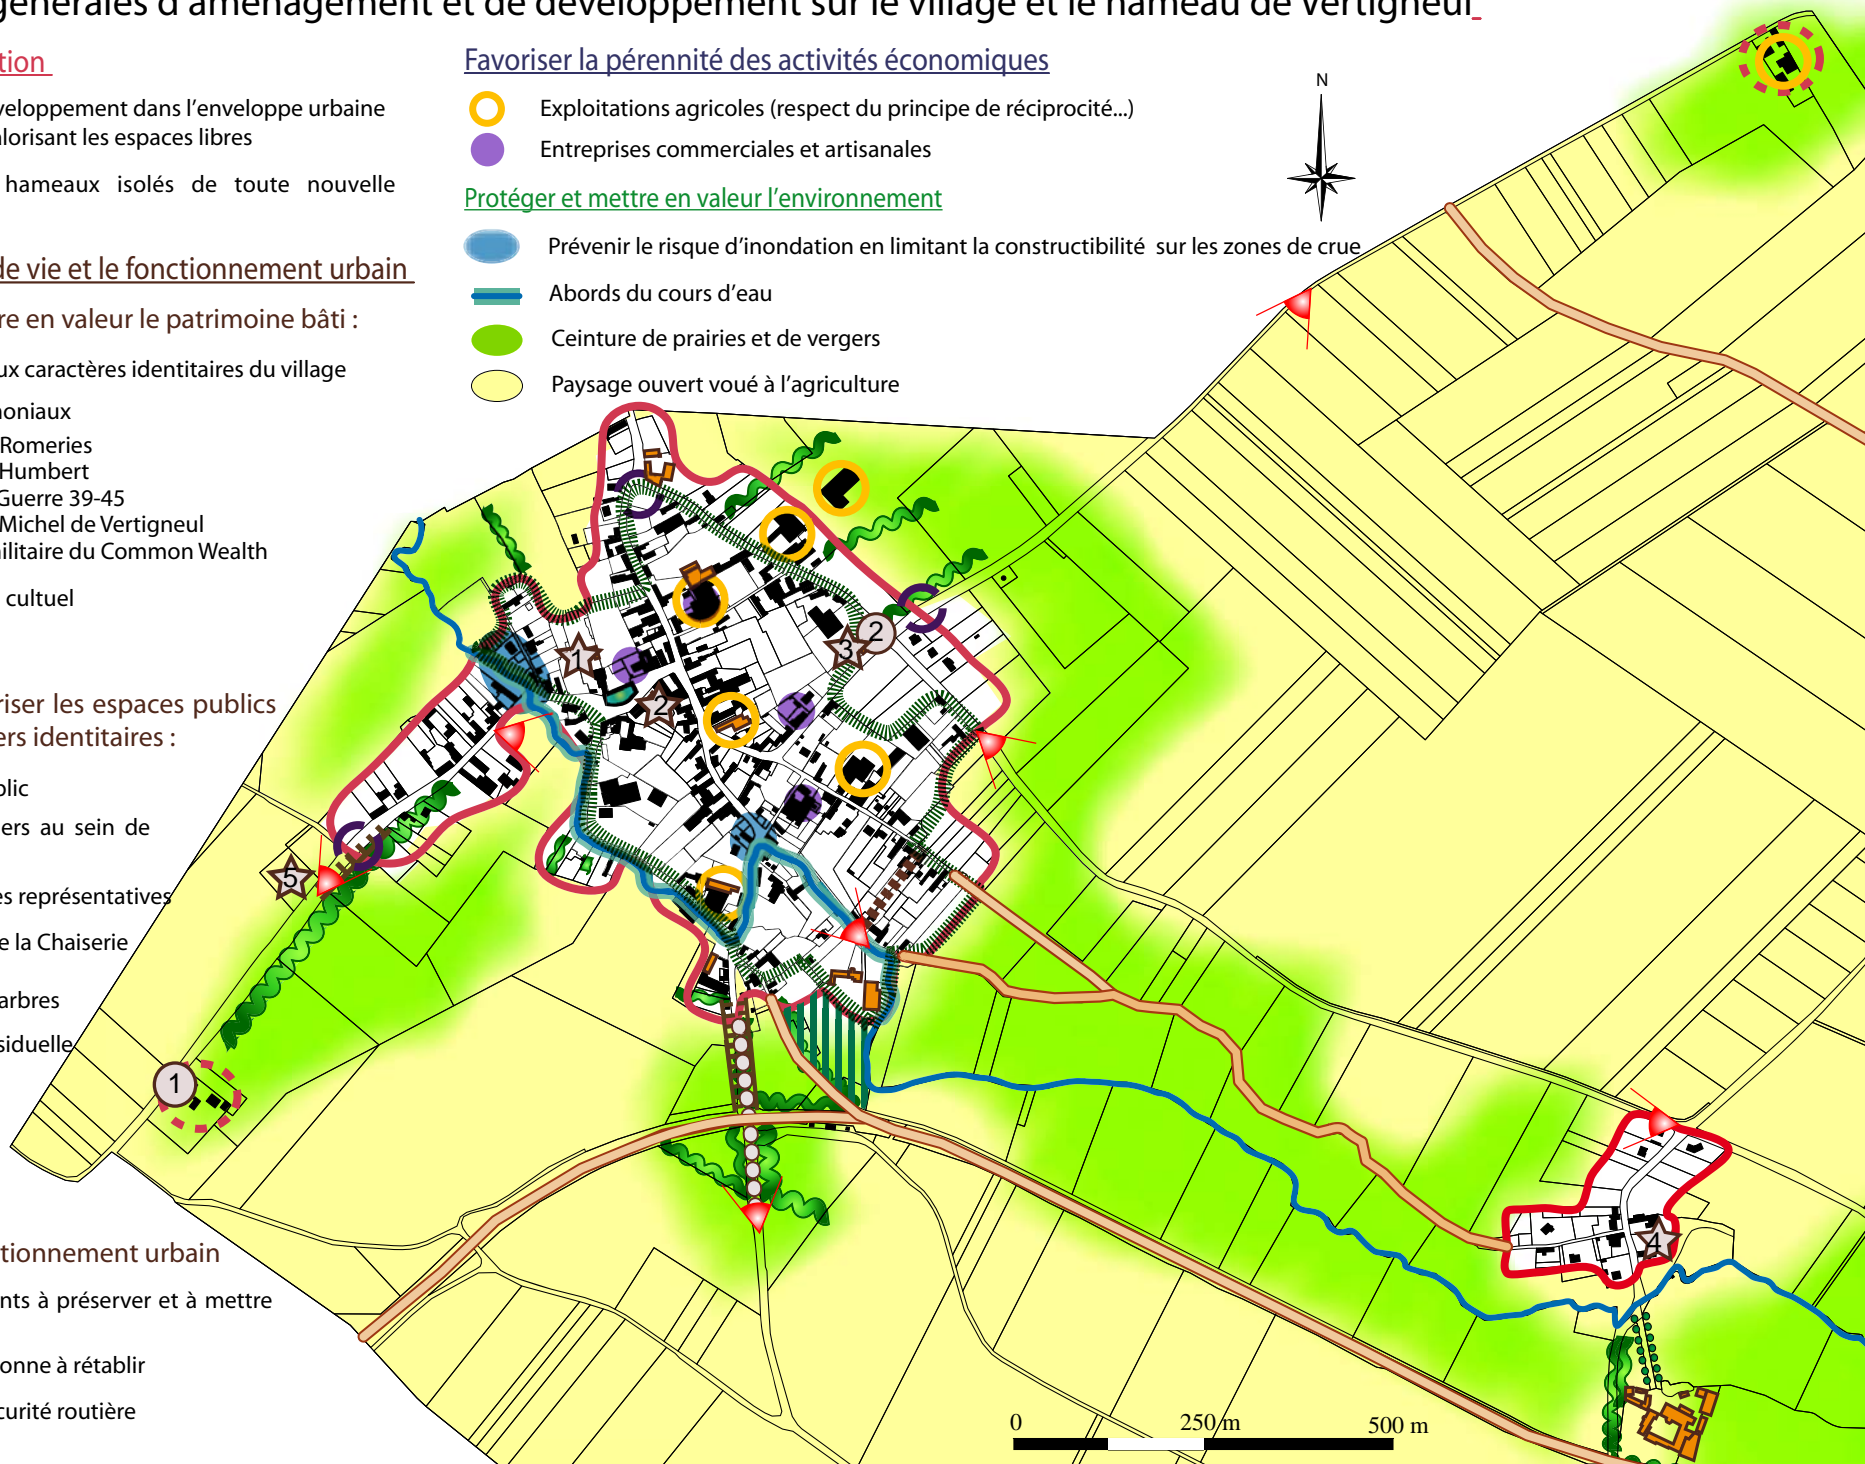 générales d'aménagement et de développement sur le village et le hameau de Vertigneul
tion
veloppement dans l'enveloppe urbaine
alorisant les espaces libres
hameaux isolés de toute nouvelle
de vie et le fonctionnement urbain
re en valeur le patrimoine bâti :
ux caractères identitaires du village
noniaux
Romeries
Humbert
Guerre 39-45
Michel de Vertigneul
militaire du Common Wealth
cultuel
riser les espaces publics
ers identitaires :
blic
ers au sein de
es représentatives
e la Chaiserie
arbres
siduelle
ctionnement urbain
nts à préserver et à mettre
onne à rétablir
curité routière
Favoriser la pérennité des activités économiques
Exploitations agricoles (respect du principe de réciprocité...)
Entreprises commerciales et artisanales
Protéger et mettre en valeur l'environnement
Prévenir le risque d'inondation en limitant la constructibilité sur les zones de crue
Abords du cours d'eau
Ceinture de prairies et de vergers
Paysage ouvert voué à l'agriculture
N
1
2
3
2
5
1
4
0 250 m 500 m